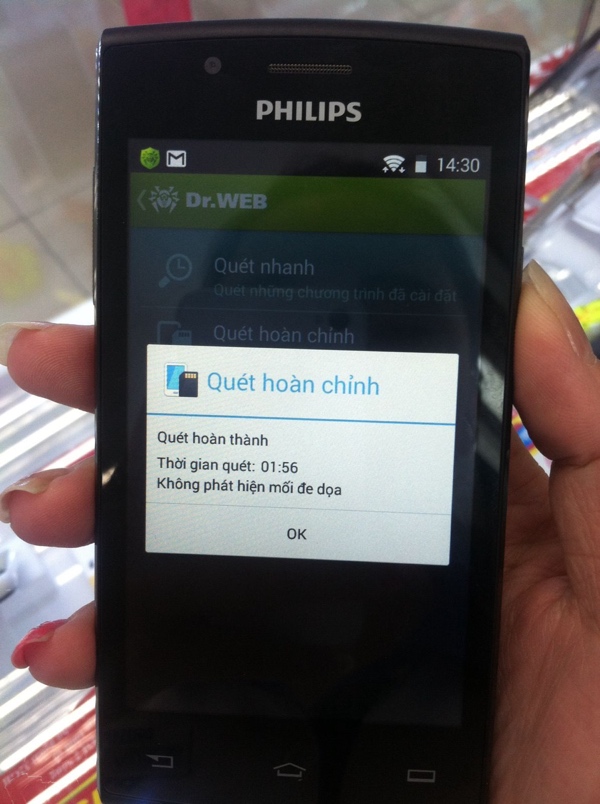 PHILIPS
14:30
Dr.WEB
Quét nhanh
Quét những chương trình đã cài đặt
Quét hoàn chỉnh
Quét hoàn chỉnh
Quét hoàn thành
Thời gian quét: 01:56
Không phát hiện mối đe dọa
OK